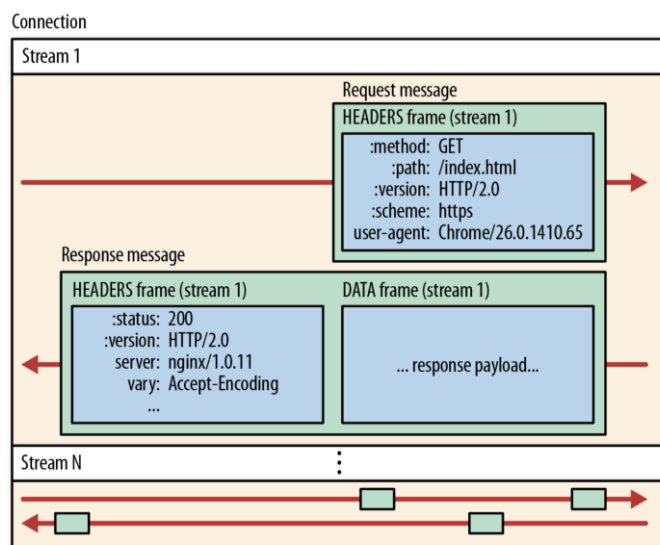 Connection
Stream 1
Request message
HEADERS frame (stream 1)
:method: GET
:path: /index.html
:version: HTTP/2.0
:scheme: https
user-agent: Chrome/26.0.1410.65
Response message
HEADERS frame (stream 1)
:status: 200
:version: HTTP/2.0
server: nginx/1.0.11
vary: Accept-Encoding
...
DATA frame (stream 1)
... response payload...
Stream N